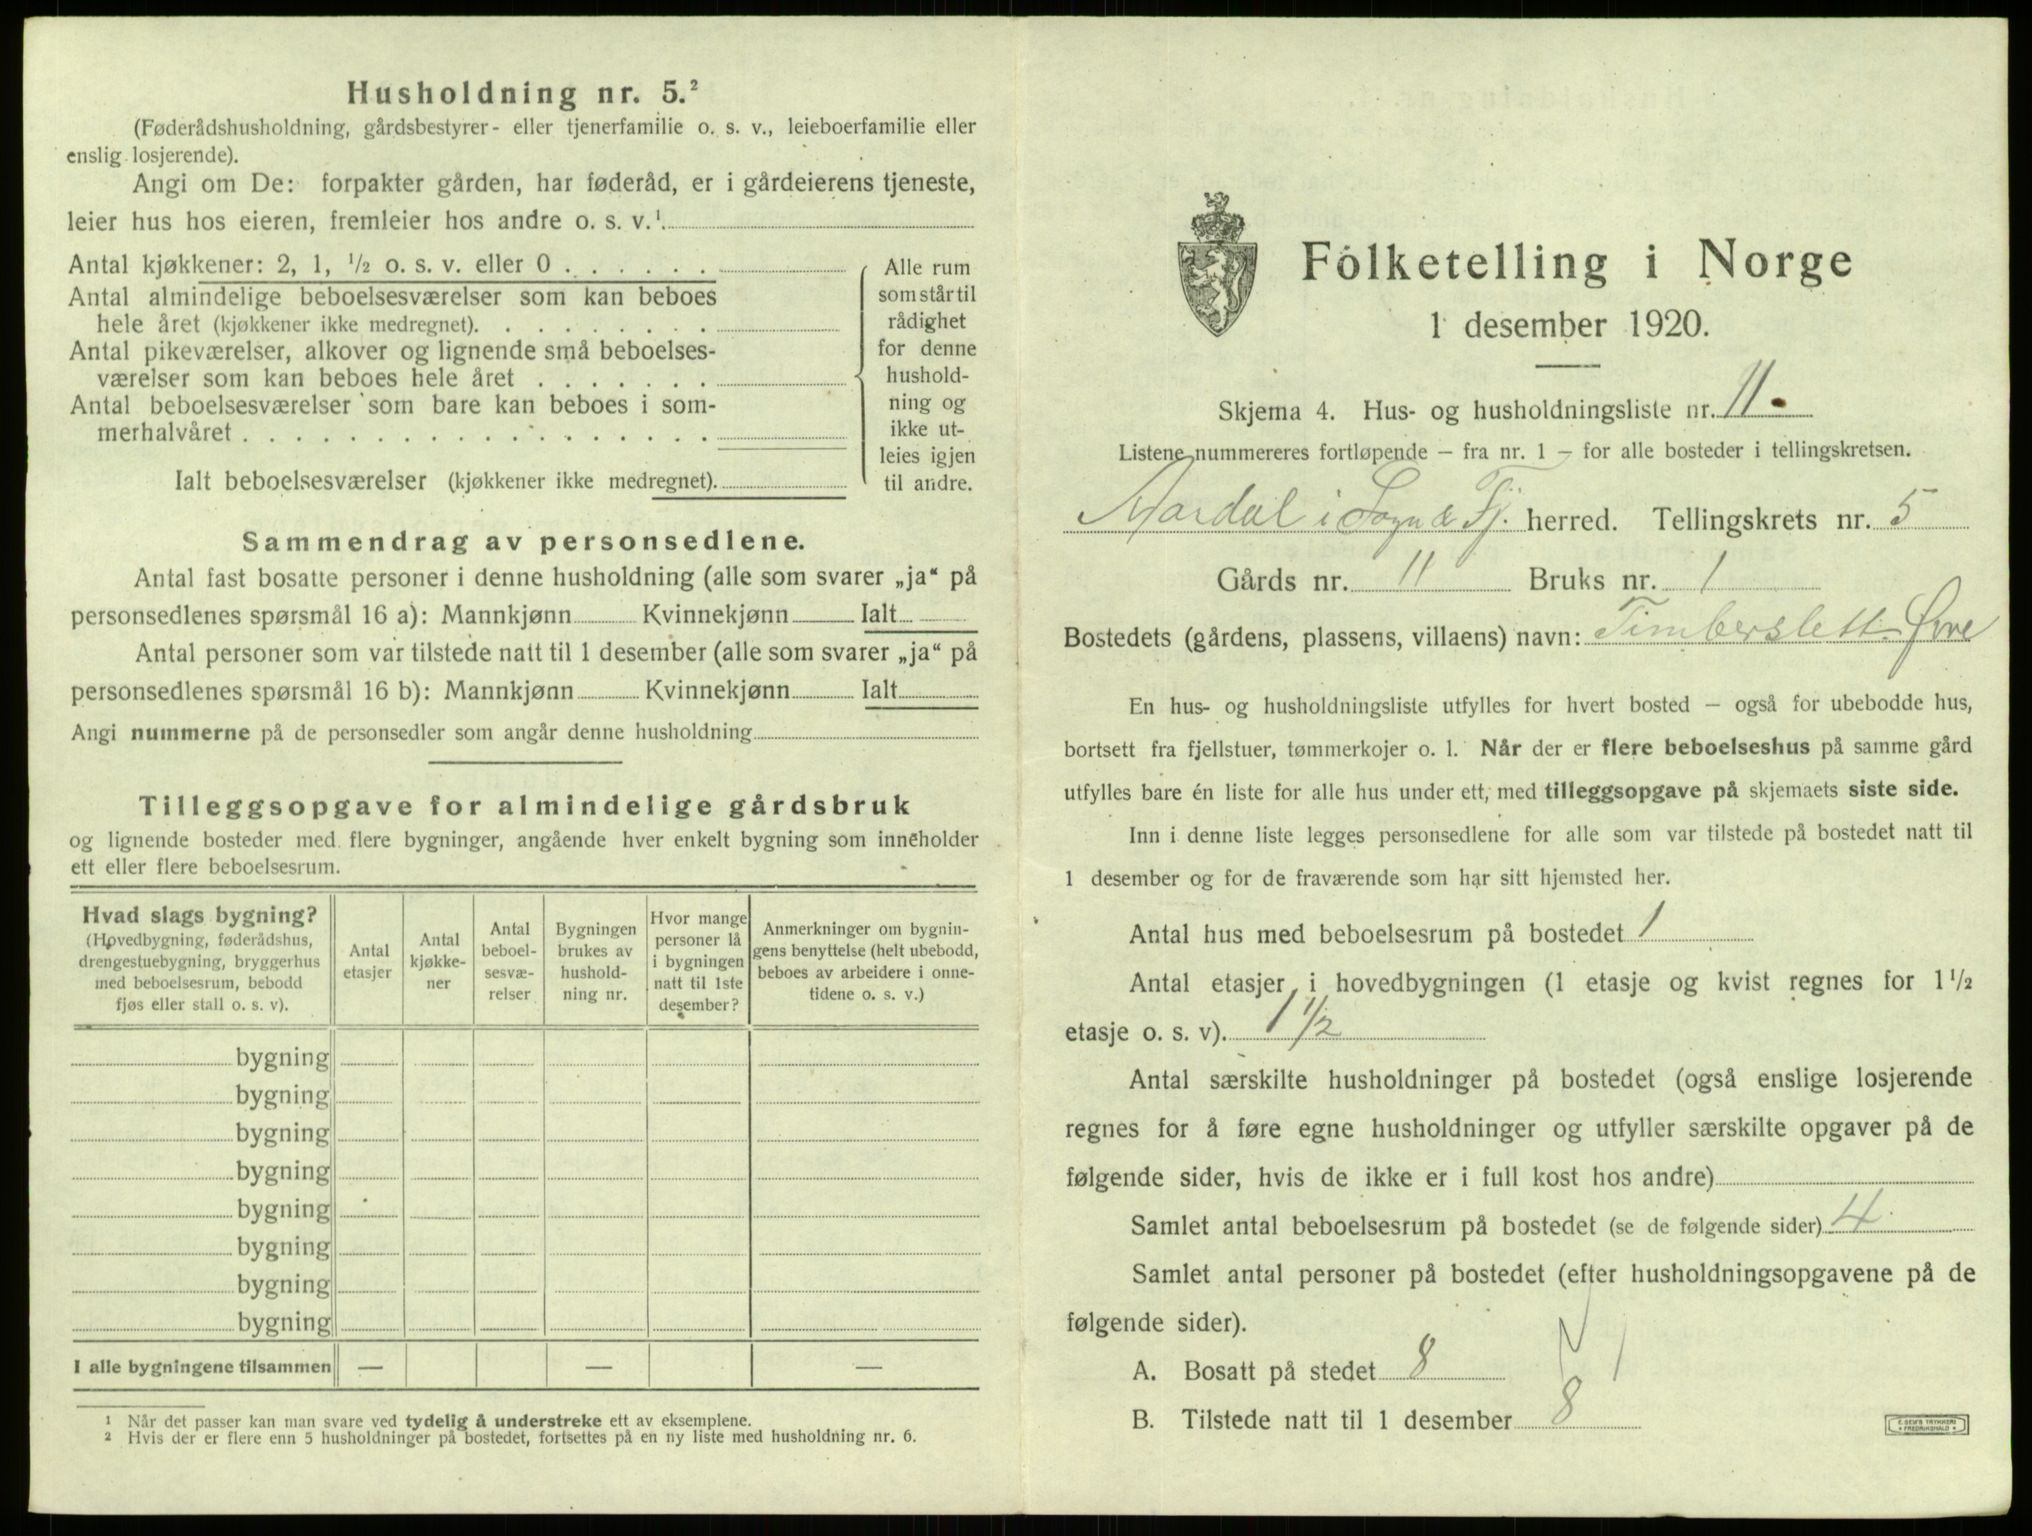 Husholdning nr. 5.²
(Føderådshusholdning, gårdsbestyrer- eller tjenerfamilie o. s. v., leieboerfamilie eller
enslig losjerende).
Angi om De: forpakter gården, har føderåd, er i gårdeierens tjeneste,
leier hus hos eieren, fremleier hos andre o. s. v.¹
Antal kjøkkener: 2, 1, ½ o. s. v. eller 0 . . . . . .
Antal almindelige beboelsesværelser som kan beboes
hele året (kjøkkener ikke medregnet). . . . . . . . .
Antal pikeværelser, alkover og lignende små beboelses-
værelser som kan beboes hele året . . . . . . .
Antal beboelsesværelser som bare kan beboes i som-
merhalvåret . . . . . . . . . . . . . . . . . .
Ialt beboelsesværelser (kjøkkener ikke medregnet).
Alle rum
som står til
rådighet
for denne
hushold-
ning og
ikke ut-
leies igjen
til andre.
Sammendrag av personsedlene.
Antal fast bosatte personer i denne husholdning (alle som svarer „ja“ på
personsedlenes spørsmål 16 a): Mannkjønn Kvinnekjønn Ialt
Antal personer som var tilstede natt til 1 desember (alle som svarer „ja“ på
personsedlenes spørsmål 16 b): Mannkjønn Kvinnekjønn Ialt
Angi nummerne på de personsedler som angår denne husholdning
Tilleggsopgave for almindelige gårdsbruk
og lignende bosteder med flere bygninger, angående hver enkelt bygning som inneholder
ett eller flere beboelsesrum.
Hvad slags bygning?
(Hovedbygning, føderådshus,
drengestuebygning, bryggerhus
med beboelsesrum, bebodd
fjøs eller stall o. s. v).
Antal
etasjer
Antal
kjøkke-
ner
Antal
beboel-
sesvæ-
relser
Bygningen
brukes av
hushold-
ning nr.
Hvor mange
personer lå
i bygningen
natt til 1ste
desember?
Anmerkninger om bygnin-
gens benyttelse (helt ubebodd,
beboes av arbeidere i onne-
tidene o. s. v.)
bygning
bygning
bygning
bygning
bygning
bygning
bygning
bygning
I alle bygningene tilsammen — — —
¹ Når det passer kan man svare ved tydelig å understreke ett av eksemplene.
² Hvis der er flere enn 5 husholdninger på bostedet, fortsettes på en ny liste med husholdning nr. 6.
Folketelling i Norge
1 desember 1920.
Skjema 4. Hus- og husholdningsliste nr. 11.
Listene nummereres fortløpende — fra nr. 1 — for alle bosteder i tellingskretsen.
Aardal i Sogn & Fj. herred. Tellingskrets nr. 5
Gårds nr. 11 Bruks nr. 1
Bostedets (gårdens, plassens, villaens) navn: Timberslett Øvre
En hus- og husholdningsliste utfylles for hvert bosted — også for ubebodde hus,
bortsett fra fjellstuer, tømmerkojer o. l. Når der er flere beboelseshus på samme gård
utfylles bare én liste for alle hus under ett, med tilleggsopgave på skjemaets siste side.
Inn i denne liste legges personsedlene for alle som var tilstede på bostedet natt til
1 desember og for de fraværende som har sitt hjemsted her.
Antal hus med beboelsesrum på bostedet 1
Antal etasjer i hovedbygningen (1 etasje og kvist regnes for 1½
etasje o. s. v). 1 1/2
Antal særskilte husholdninger på bostedet (også enslige losjerende
regnes for å føre egne husholdninger og utfyller særskilte opgaver på de
følgende sider, hvis de ikke er i full kost hos andre)
Samlet antal beboelsesrum på bostedet (se de følgende sider) 4
Samlet antal personer på bostedet (efter husholdningsopgavene på de
følgende sider).
A. Bosatt på stedet 8
B. Tilstede natt til 1 desember 8
E. SEM'S TRYKKERI
FREDRIKSHALD